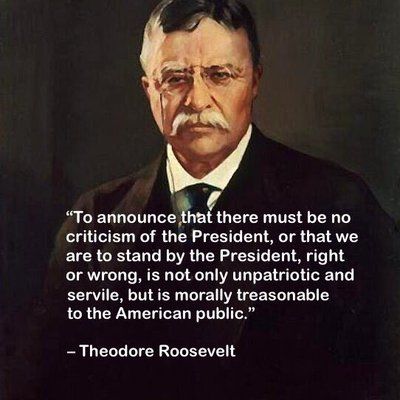 “To announce that there must be no
criticism of the President, or that we
are to stand by the President, right
or wrong, is not only unpatriotic and
servile, but is morally treasonable
to the American public.”
– Theodore Roosevelt